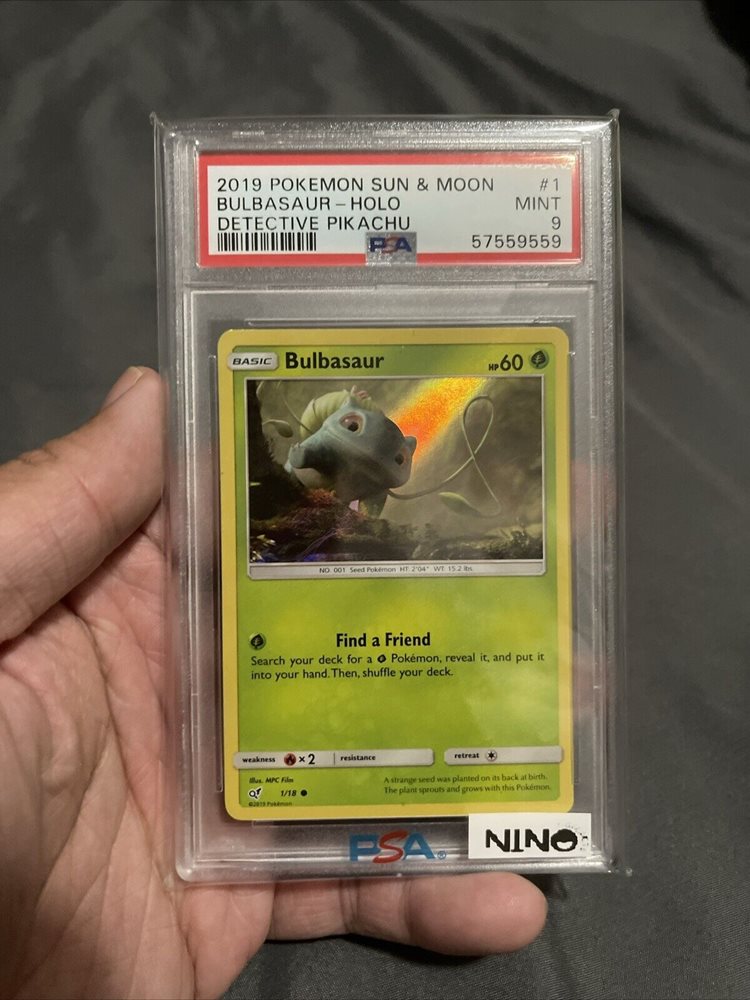 2019 POKEMON SUN & MOON #1
BULBASAUR - HOLO MINT
DETECTIVE PIKACHU 9
PSA 57559559
BASIC Bulbasaur HP60
NO. 001 Seed Pokémon HT: 2'04" WT: 15.2 lbs.
Find a Friend
Search your deck for a Pokémon, reveal it, and put it
into your hand. Then, shuffle your deck.
weakness ×2 resistance retreat
Illus. MPC Film
1/18
©2019 Pokémon
A strange seed was planted on its back at birth.
The plant sprouts and grows with this Pokémon.
PSA®
NINO